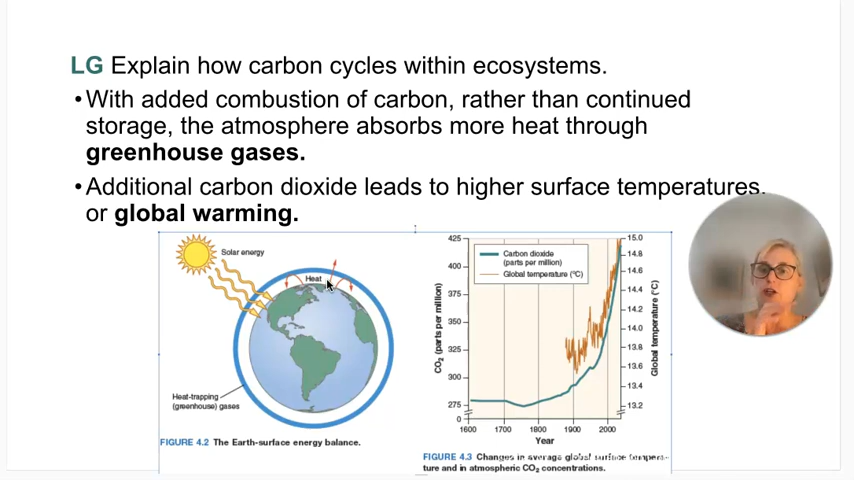 LG Explain how carbon cycles within ecosystems.
•With added combustion of carbon, rather than continued
storage, the atmosphere absorbs more heat through
greenhouse gases.
•Additional carbon dioxide leads to higher surface temperatures,
or global warming.
Solar energy
Heat
Heat-trapping
(greenhouse) gases
FIGURE 4.2 The Earth-surface energy balance.
425
400
375
350
325
300
275
0
CO2 (parts per million)
Carbon dioxide
(parts per million)
Global temperature (°C)
15.0
14.8
14.6
14.4
14.2
14.0
13.8
13.6
13.4
13.2
Global temperature (°C)
1600 1700 1800 1900 2000
Year
FIGURE 4.3 Changes in average global surface tempera-
ture and in atmospheric CO2 concentrations.